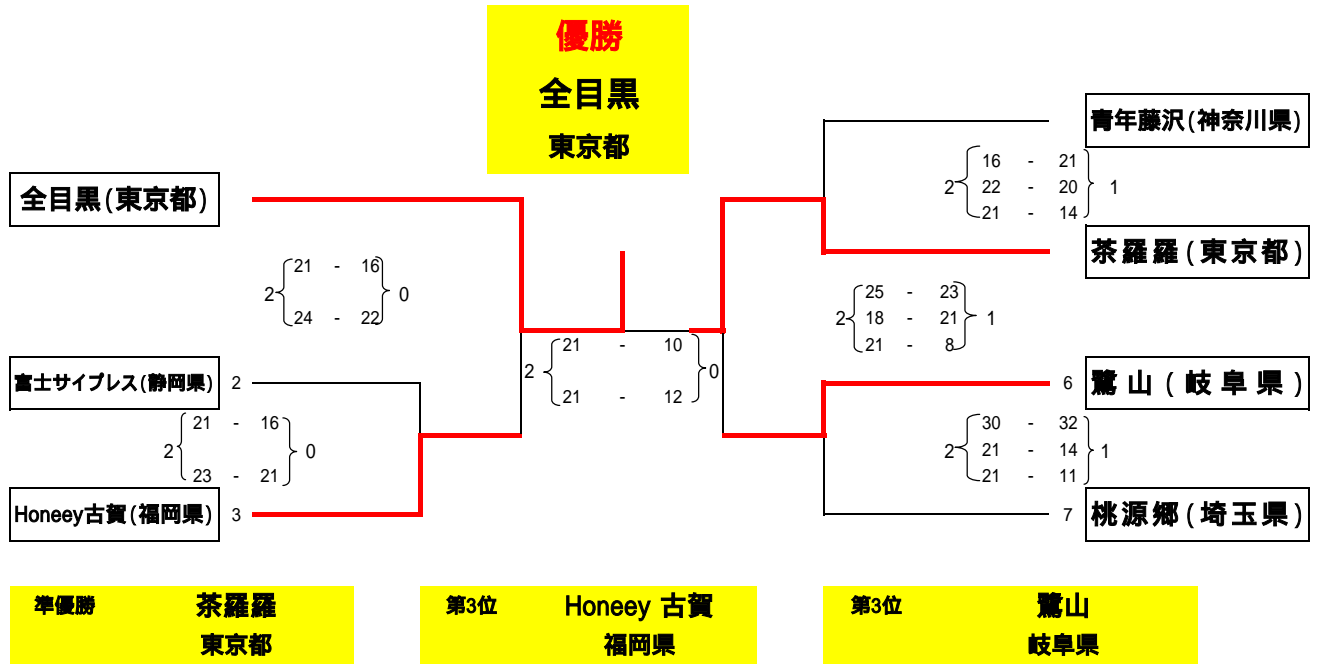 優勝
全目黒
東京都
青年藤沢(神奈川県)
16 - 21
2 22 - 20 1
21 - 14
全目黒(東京都)
茶羅羅(東京都)
21 - 16
2 0
24 - 22
25 - 23
2 18 - 21 1
21 - 8
21 - 10
2 0
21 - 12
富士サイプレス(静岡県) 2
6 鷺山(岐阜県)
21 - 16
2 0
23 - 21
30 - 32
2 21 - 14 1
21 - 11
Honeey古賀(福岡県) 3
7 桃源郷(埼玉県)
準優勝 茶羅羅
東京都
第3位 Honeey 古賀
福岡県
第3位 鷺山
岐阜県